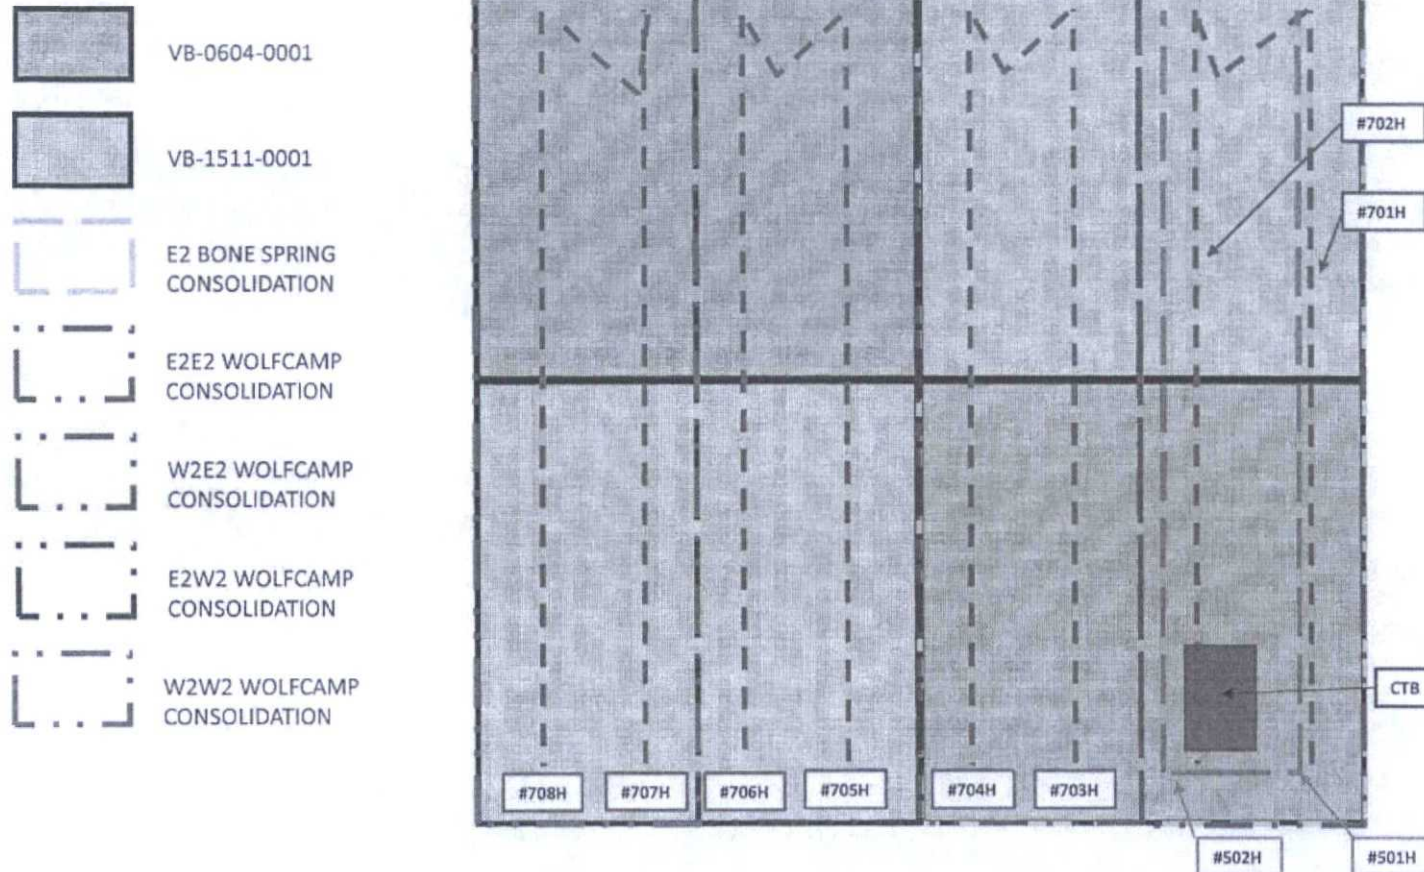 VB-0604-0001
VB-1511-0001
E2 BONE SPRING
CONSOLIDATION
E2E2 WOLFCAMP
CONSOLIDATION
W2E2 WOLFCAMP
CONSOLIDATION
E2W2 WOLFCAMP
CONSOLIDATION
W2W2 WOLFCAMP
CONSOLIDATION
#702H
#701H
CTB
#708H
#707H
#706H
#705H
#704H
#703H
#502H
#501H